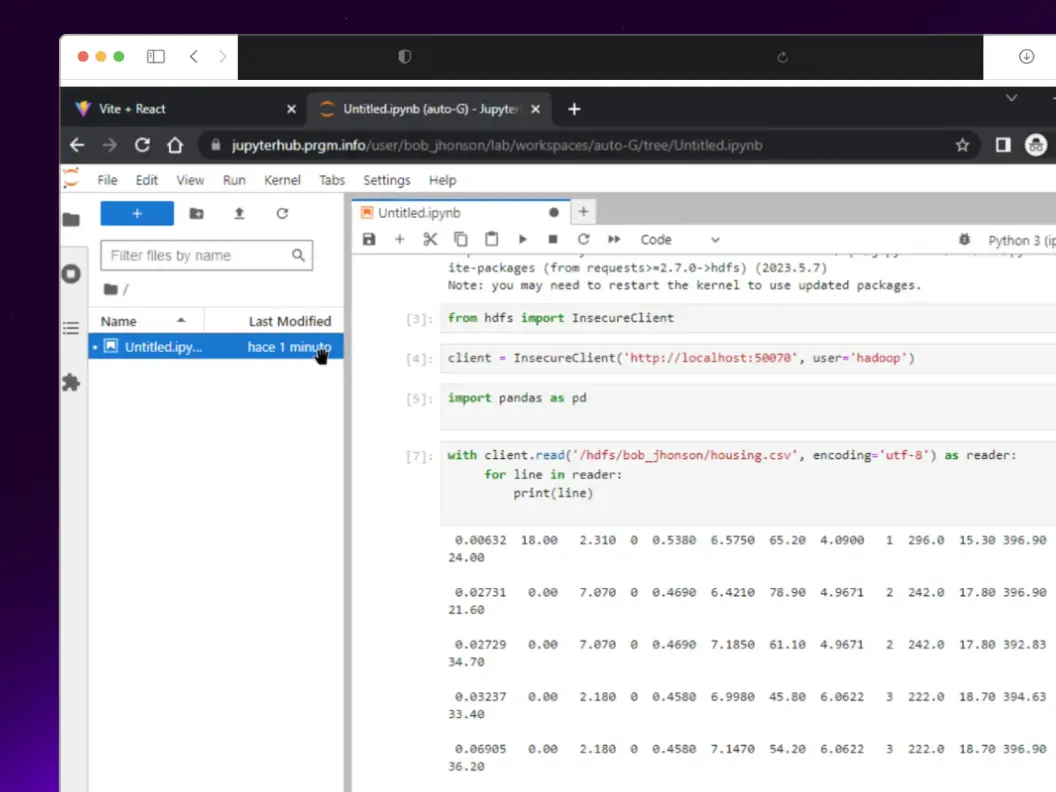 Vite + React
Untitled.ipynb (auto-G) - Jupyter
jupyterhub.prgm.info/user/bob_jhonson/lab/workspaces/auto-G/tree/Untitled.ipynb
File Edit View Run Kernel Tabs Settings Help
Untitled.ipynb
Code
Python 3 (ip
Filter files by name
/
Name Last Modified
Untitled.ipy... hace 1 minuto
ite-packages (from requests>=2.7.0->hdfs) (2023.5.7)
Note: you may need to restart the kernel to use updated packages.
[3]: from hdfs import InsecureClient
[4]: client = InsecureClient('http://localhost:50070', user='hadoop')
[5]: import pandas as pd
[7]: with client.read('/hdfs/bob_jhonson/housing.csv', encoding='utf-8') as reader:
for line in reader:
print(line)
0.00632 18.00 2.310 0 0.5380 6.5750 65.20 4.0900 1 296.0 15.30 396.90
24.00
0.02731 0.00 7.070 0 0.4690 6.4210 78.90 4.9671 2 242.0 17.80 396.90
21.60
0.02729 0.00 7.070 0 0.4690 7.1850 61.10 4.9671 2 242.0 17.80 392.83
34.70
0.03237 0.00 2.180 0 0.4580 6.9980 45.80 6.0622 3 222.0 18.70 394.63
33.40
0.06905 0.00 2.180 0 0.4580 7.1470 54.20 6.0622 3 222.0 18.70 396.90
36.20